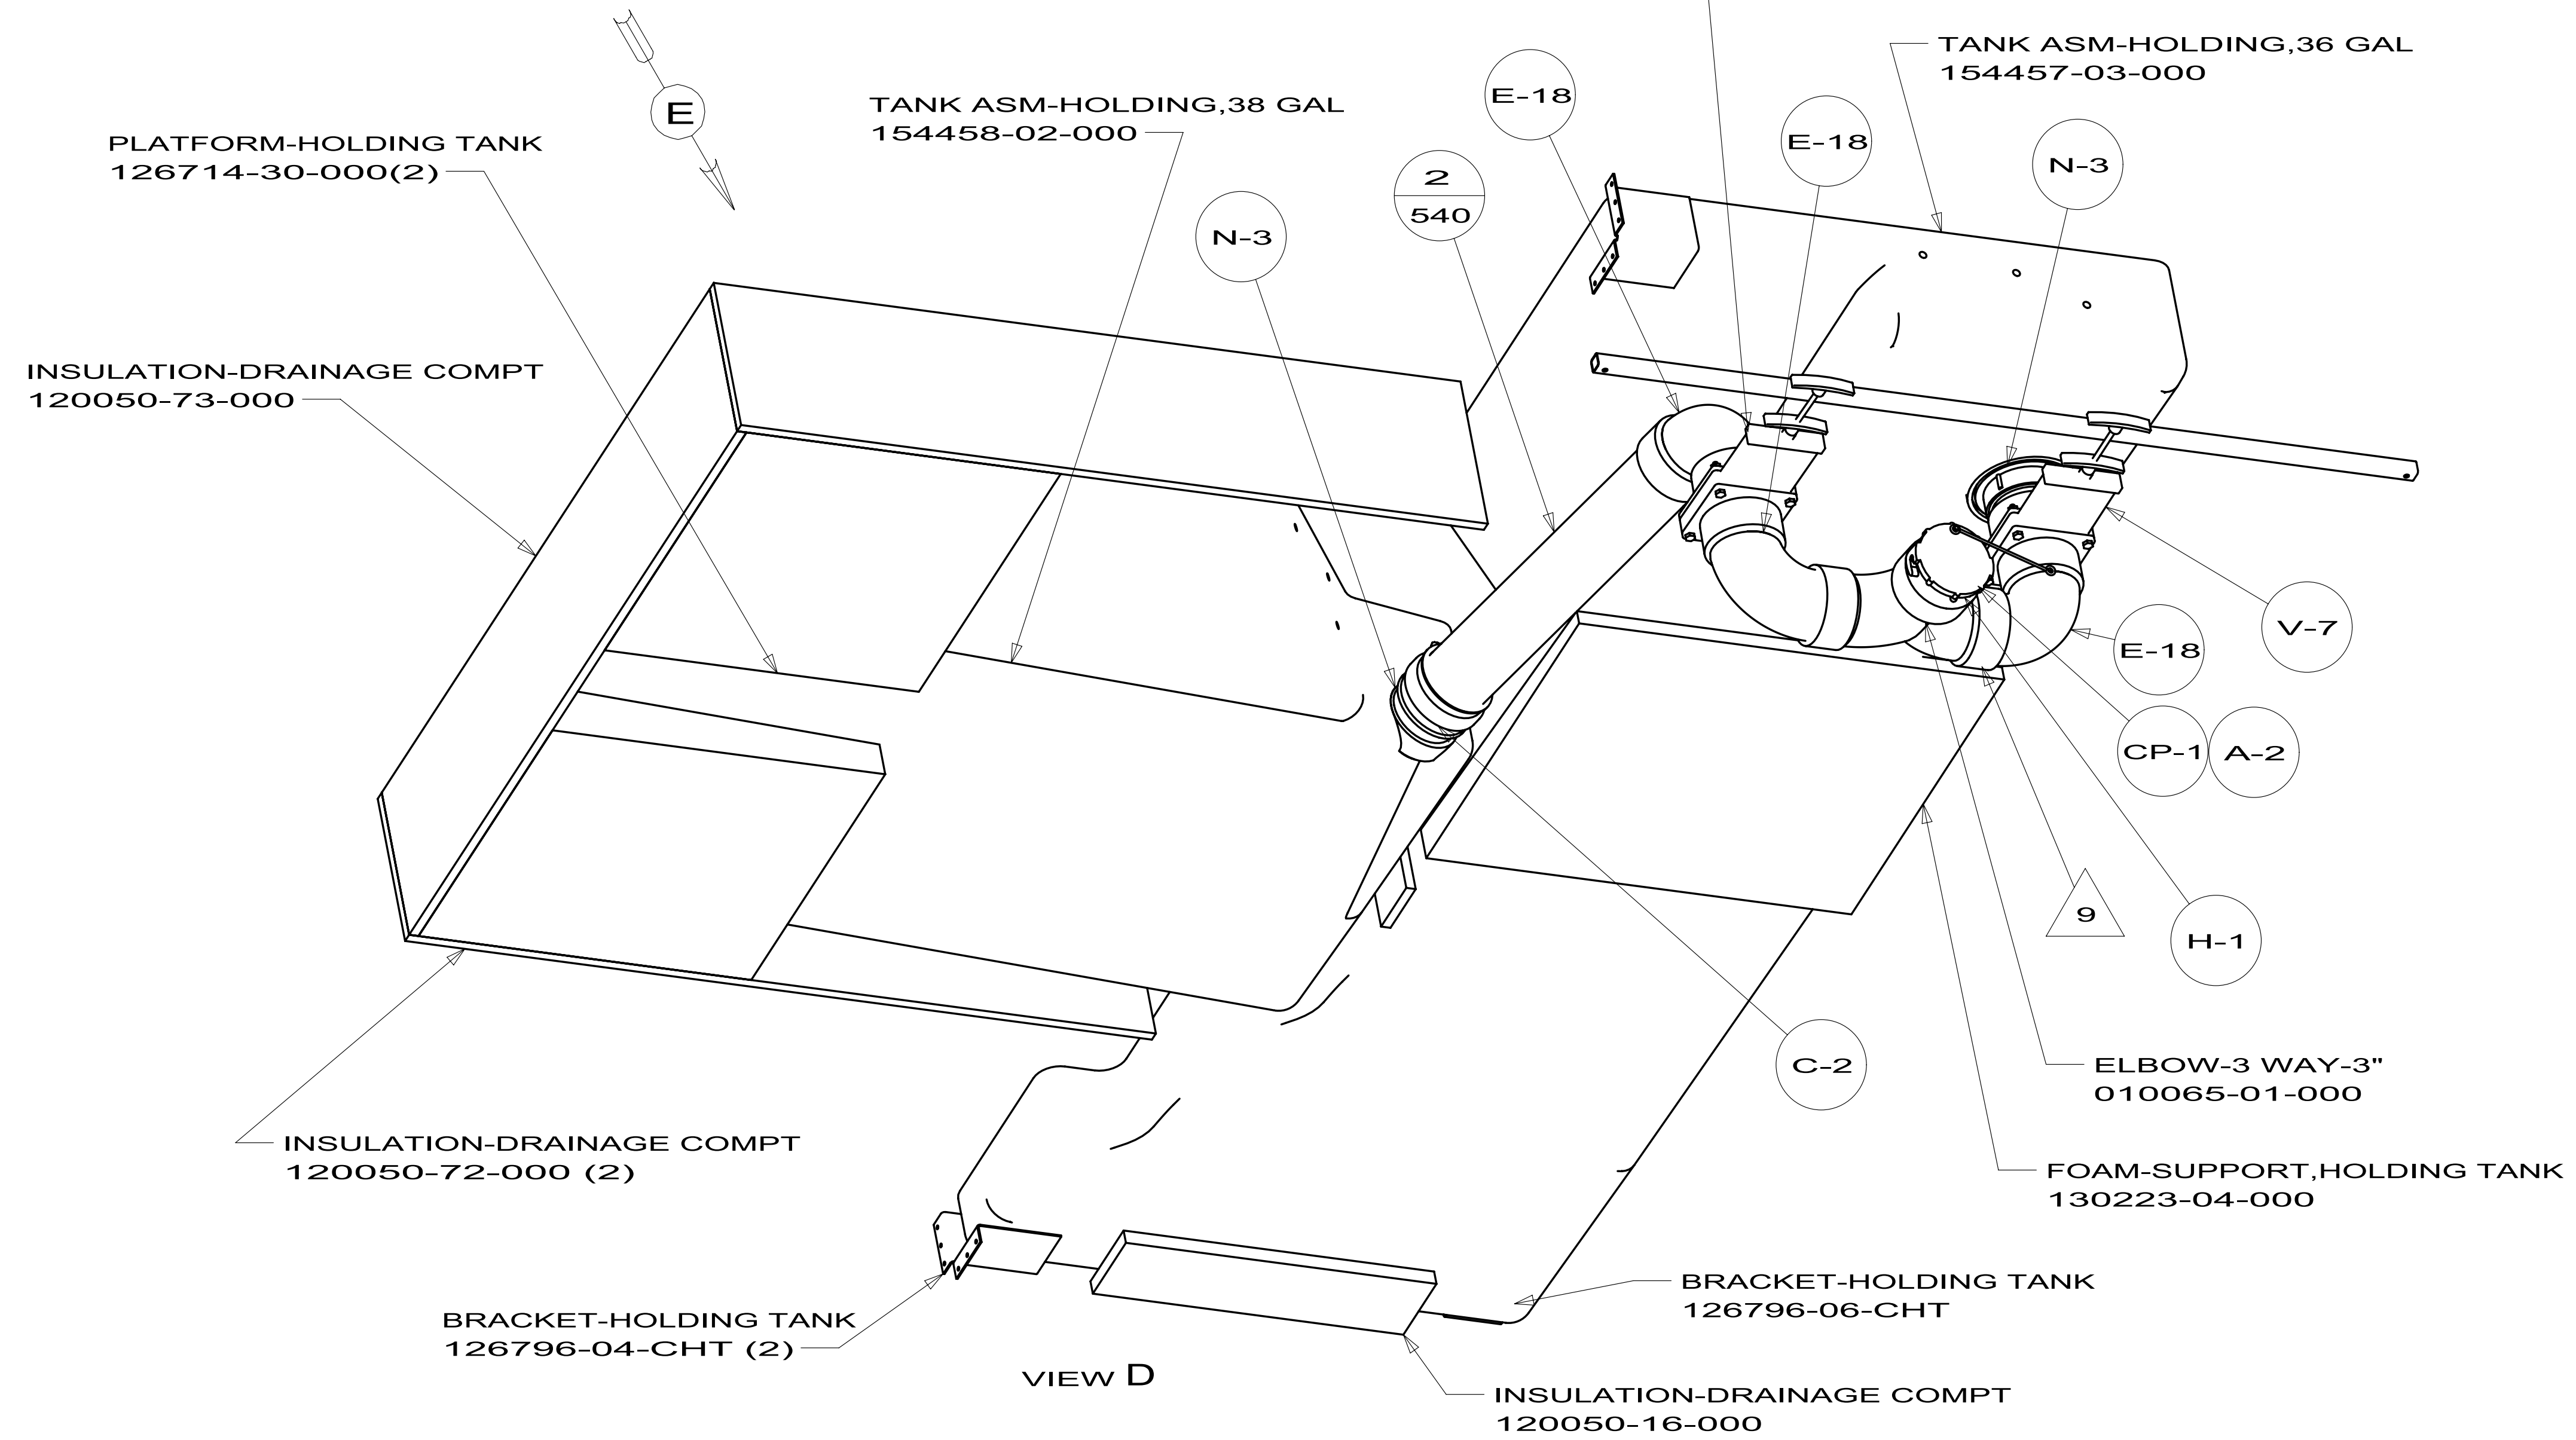 TANK ASM-HOLDING,36 GAL
154457-03-000
E-18
E
TANK ASM-HOLDING,38 GAL
154458-02-000
PLATFORM-HOLDING TANK
126714-30-000(2)
E-18
N-3
2
540
N-3
INSULATION-DRAINAGE COMPT
120050-73-000
V-7
E-18
CP-1
A-2
9
H-1
C-2
ELBOW-3 WAY-3"
010065-01-000
INSULATION-DRAINAGE COMPT
120050-72-000 (2)
FOAM-SUPPORT,HOLDING TANK
130223-04-000
BRACKET-HOLDING TANK
126796-06-CHT
BRACKET-HOLDING TANK
126796-04-CHT (2)
VIEW D
INSULATION-DRAINAGE COMPT
120050-16-000